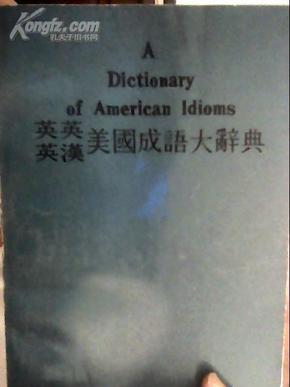 Kongfz.com
孔夫子旧书网
A
Dictionary
of American Idioms
英英
英漢
美國成語大辭典